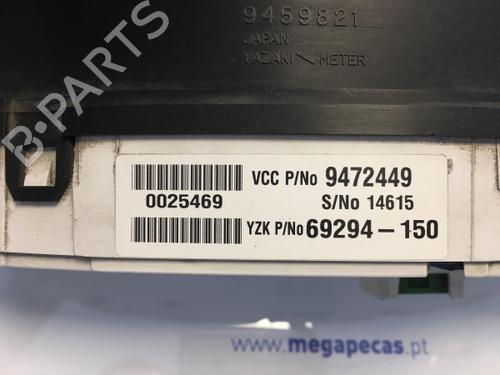 9459821
JAPAN
YAZAKI METER
B-PARTS
VCC P/No 9472449
0025469
S/No 14615
YZK P/No 69294-150
www.megapecas.pt